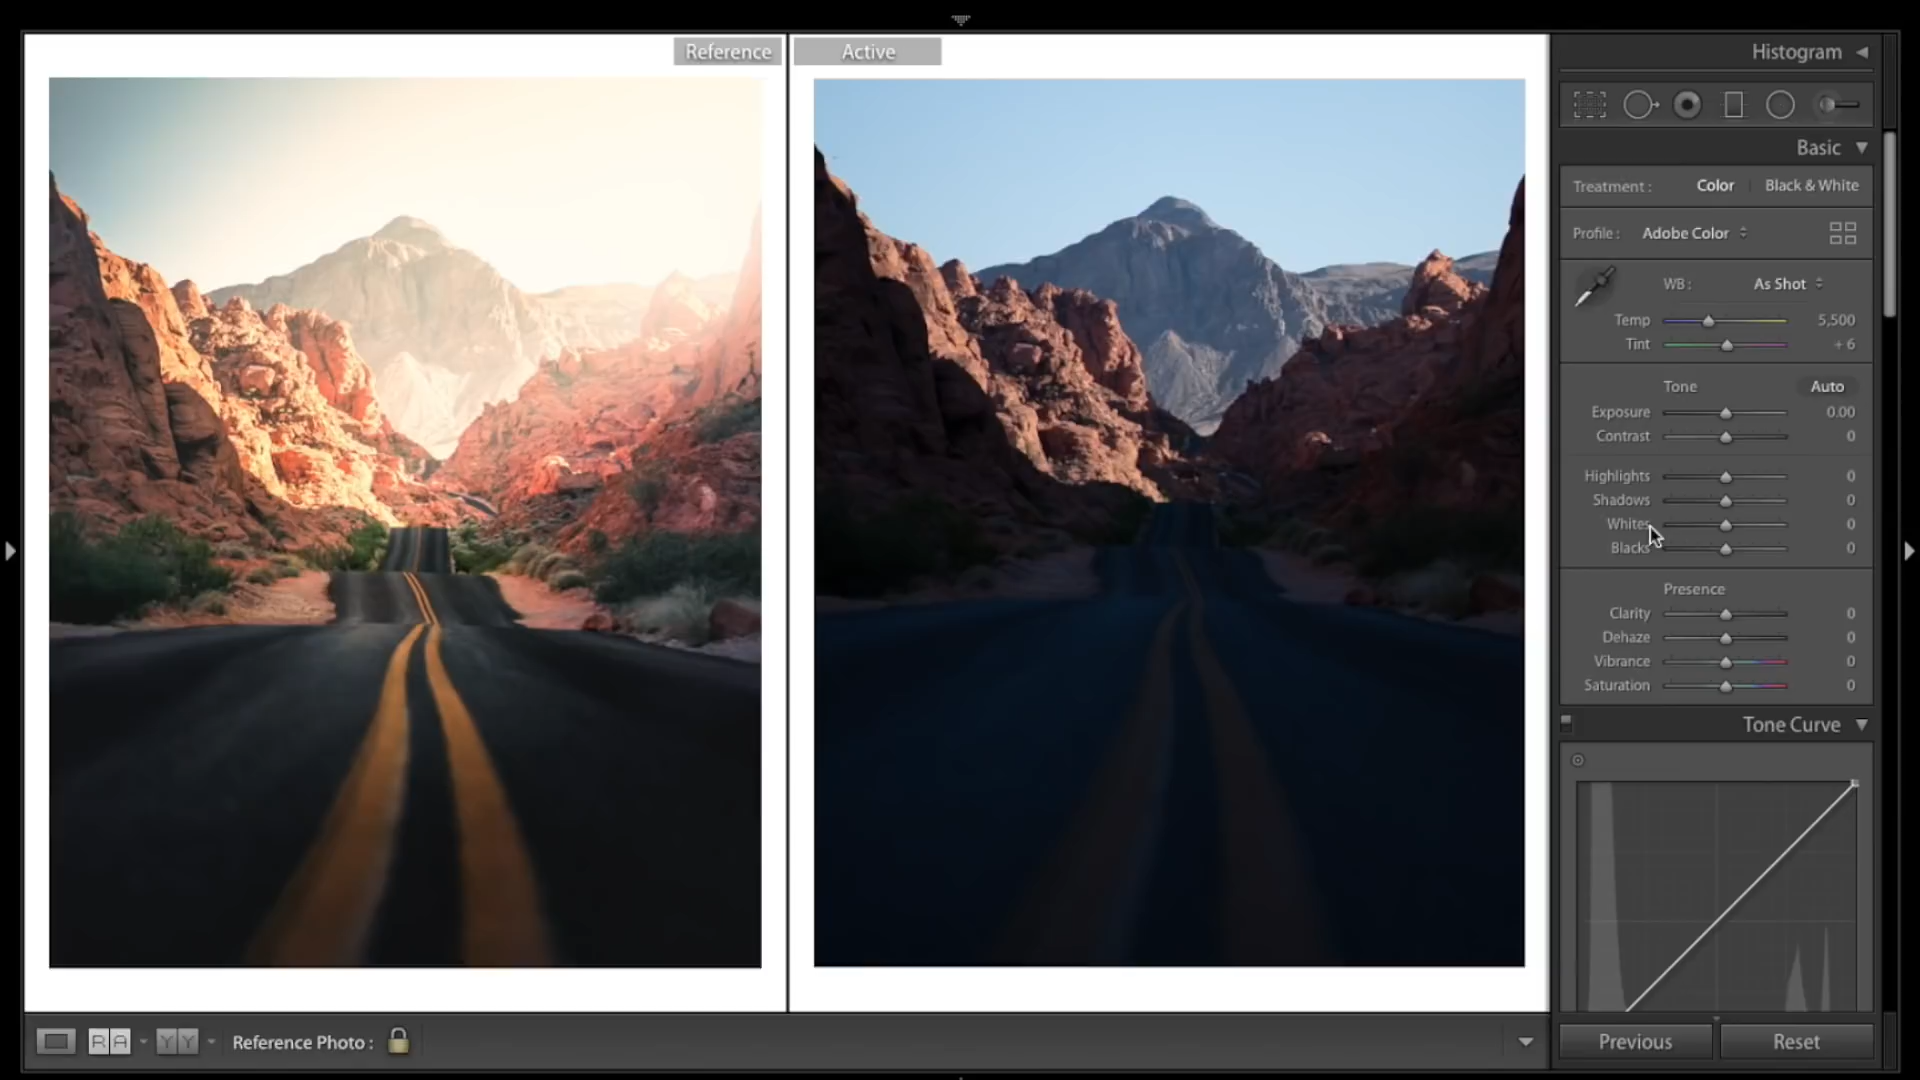 Reference
Active
Histogram
Basic
Treatment : Color Black & White
Profile : Adobe Color
WB : As Shot
Temp 5,500
Tint + 6
Tone Auto
Exposure 0.00
Contrast 0
Highlights 0
Shadows 0
Whites 0
Blacks 0
Presence
Clarity 0
Dehaze 0
Vibrance 0
Saturation 0
Tone Curve
R A Y Y Reference Photo :
Previous Reset